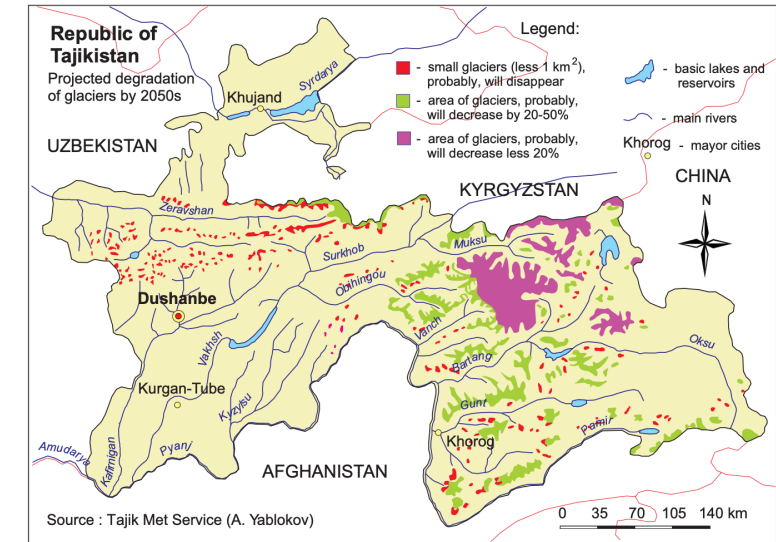 Republic of
Tajikistan
Projected degradation
of glaciers by 2050s
Legend:
- small glaciers (less 1 km²),
probably, will disappear
- area of glaciers, probably,
will decrease by 20-50%
- area of glaciers, probably,
will decrease less 20%
- basic lakes and
reservoirs
- main rivers
Khorog - mayor cities
Syrdarya
Khujand
UZBEKISTAN
KYRGYZSTAN
CHINA
N
Zeravshan
Surkhob
Muksu
Obihingou
Dushanbe
Vakhsh
Vanch
Bartang
Oksu
Kurgan-Tube
Kyzylsu
Gunt
Pamir
Khorog
Amudarya
Kafirnigan
Pyanj
AFGHANISTAN
Source : Tajik Met Service (A. Yablokov)
0 35 70 105 140 km